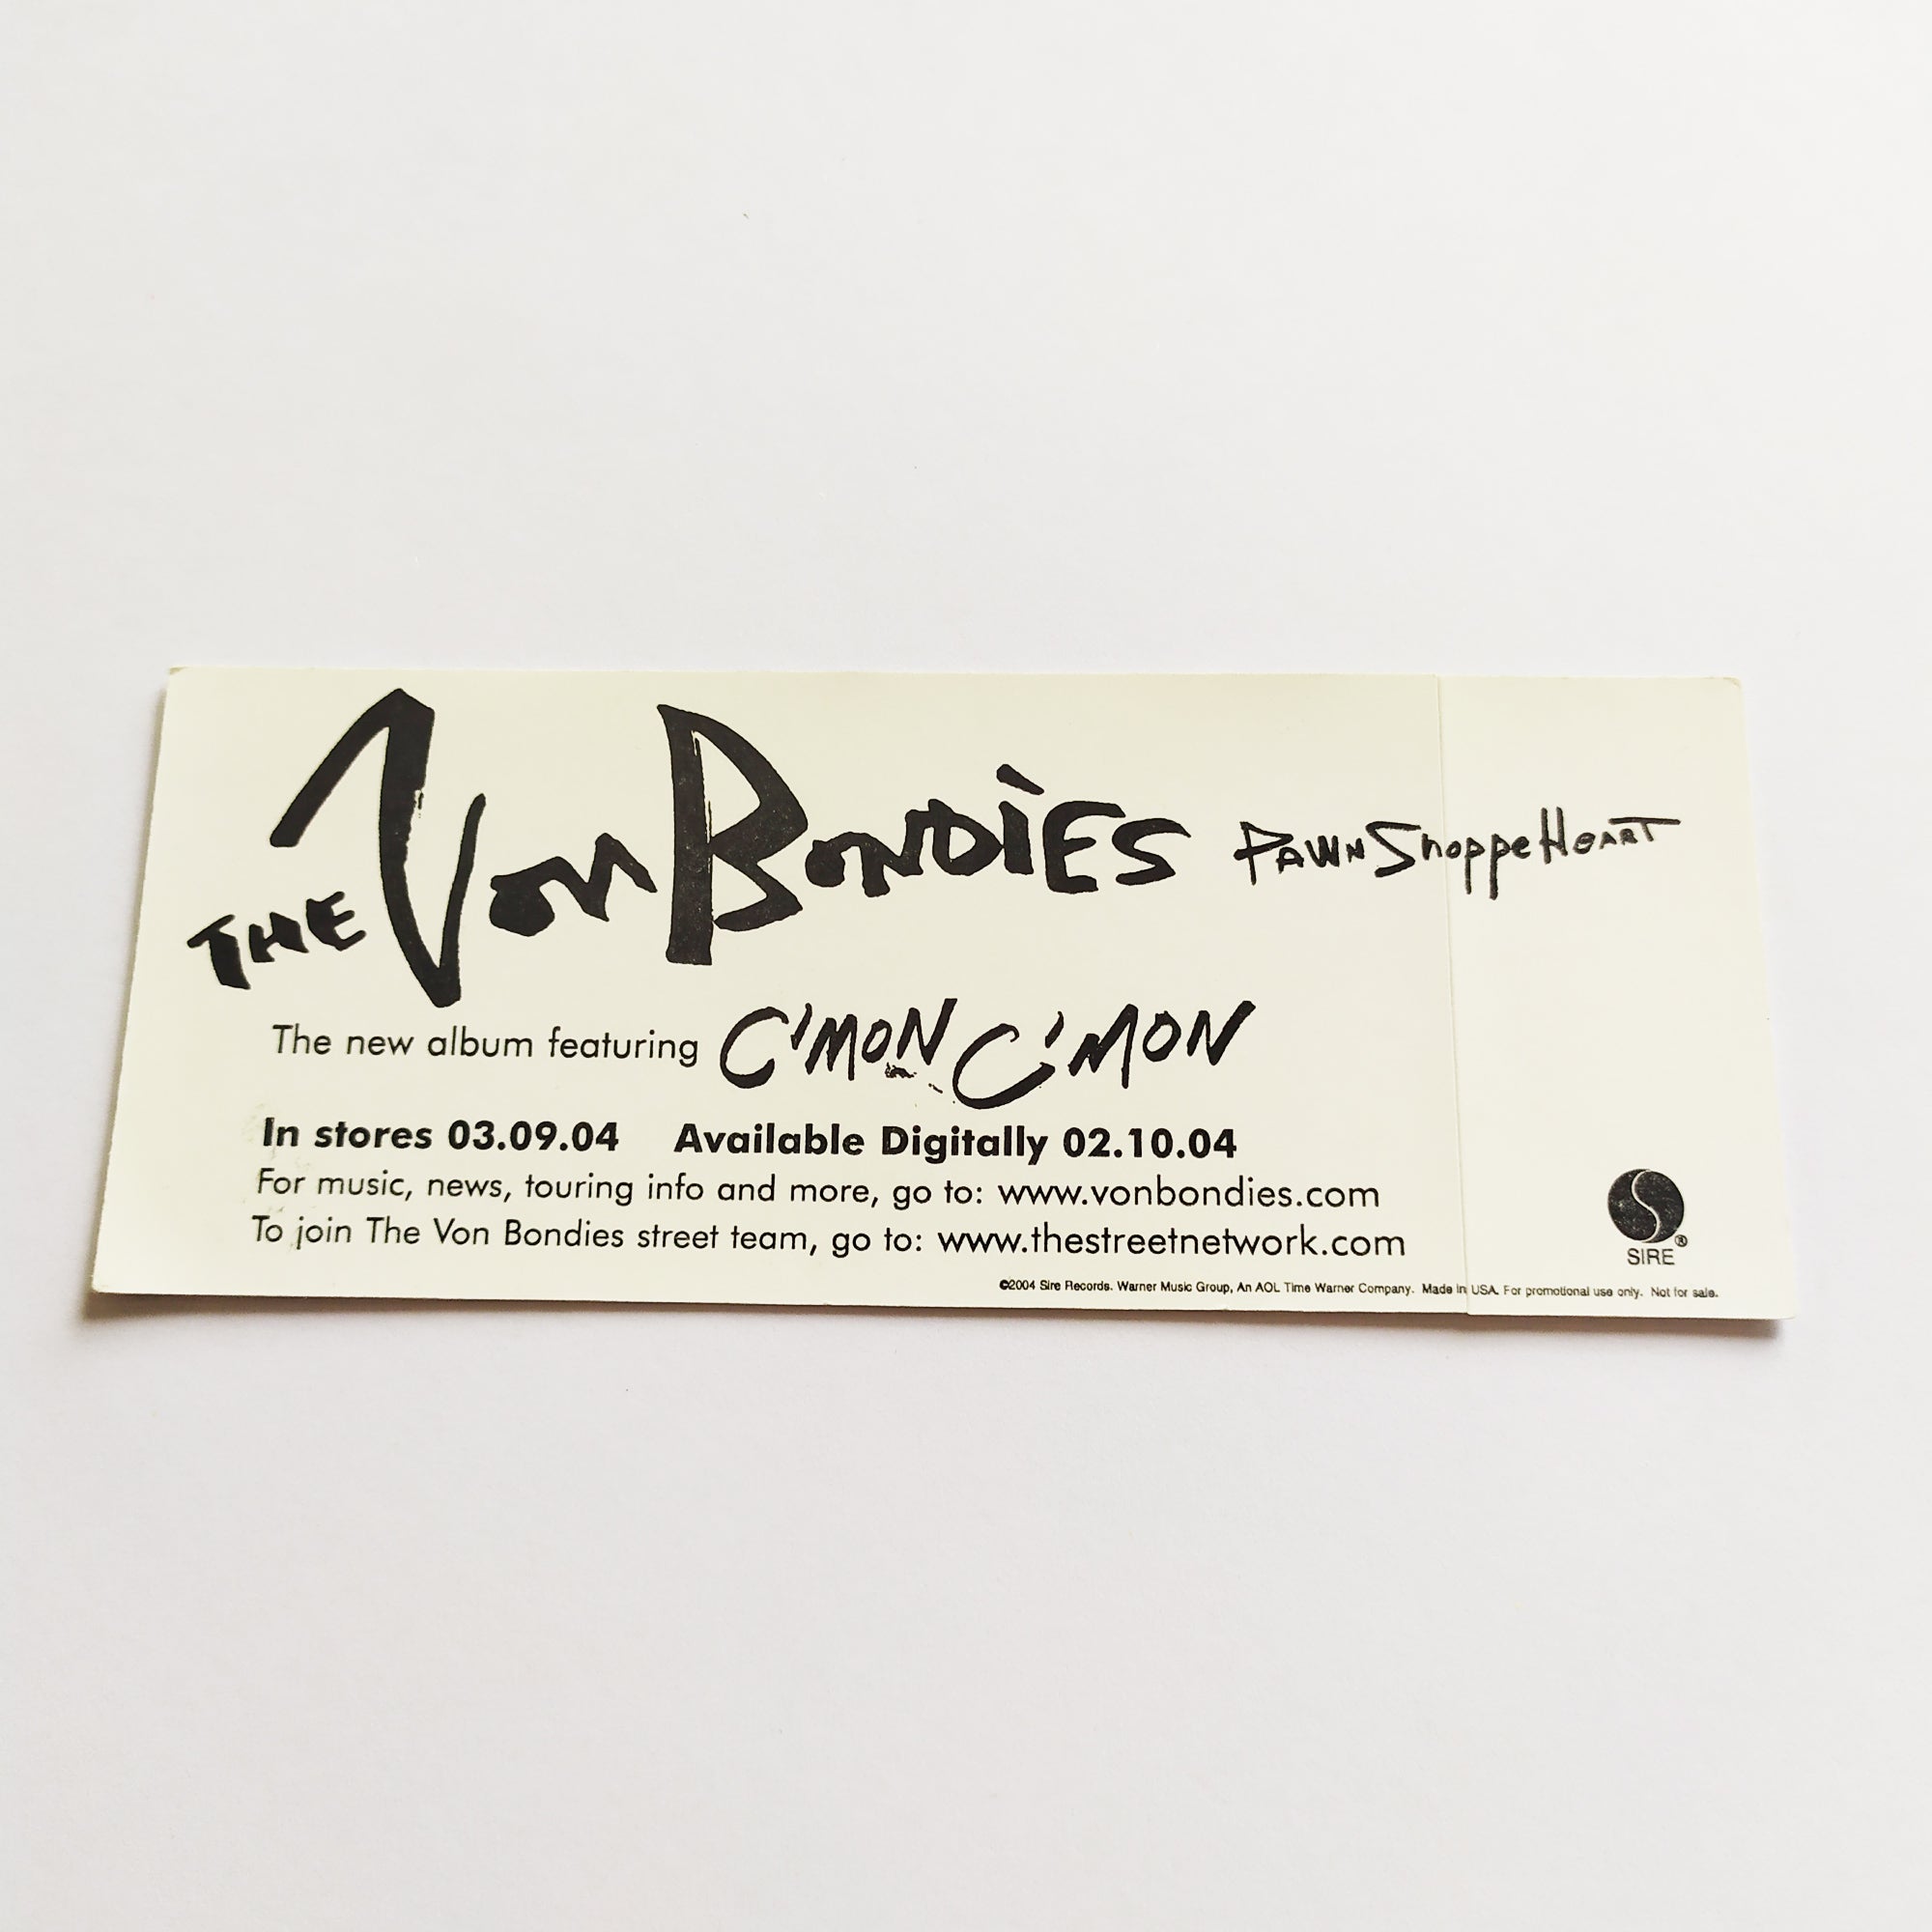 THE VON BONDIES PAWN SHOPPE HEART
The new album featuring C'MON C'MON
In stores 03.09.04 Available Digitally 02.10.04
For music, news, touring info and more, go to: www.vonbondies.com
To join The Von Bondies street team, go to: www.thestreetnetwork.com
SIRE®
©2004 Sire Records. Warner Music Group, An AOL Time Warner Company. Made in USA. For promotional use only. Not for sale.